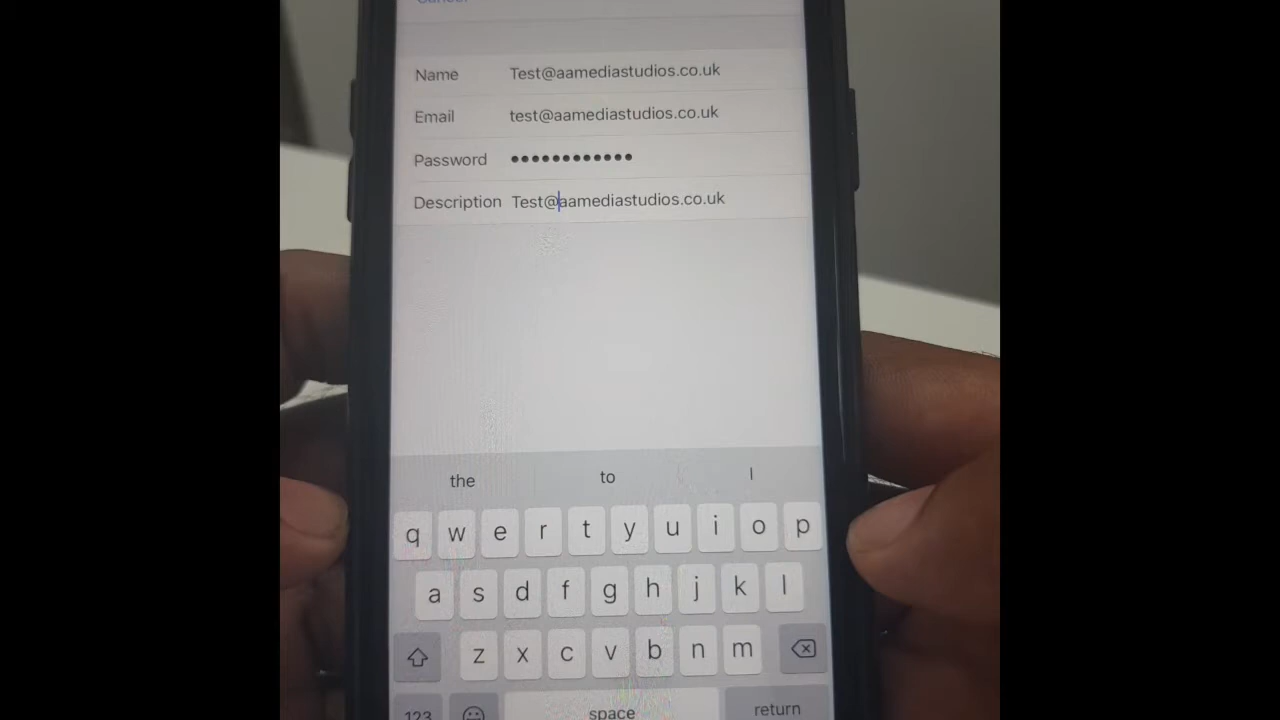 Cancel
Name Test@aamediastudios.co.uk
Email test@aamediastudios.co.uk
Password ••••••••••••
Description Test@aamediastudios.co.uk
the to I
q w e r t y u i o p
a s d f g h j k l
z x c v b n m
123 space return